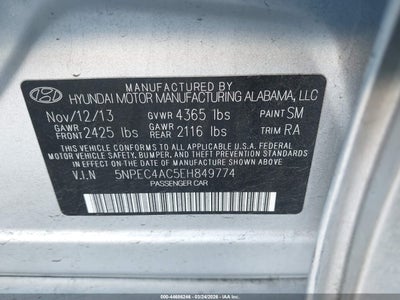 MANUFACTURED BY
HYUNDAI MOTOR MANUFACTURING ALABAMA, LLC
Nov/12/13 GVWR 4365 lbs PAINT SM
GAWR FRONT 2425 lbs GAWR REAR 2116 lbs TRIM RA
THIS VEHICLE CONFORMS TO ALL APPLICABLE
U.S. FEDERAL MOTOR VEHICLE
SAFETY, BUMPER, AND THEFT PREVENTION
STANDARDS IN EFFECT ON THE DATE OF
MANUFACTURE SHOWN ABOVE.
V.I.N 5NPEC4AC5EH849774
PASSENGER CAR